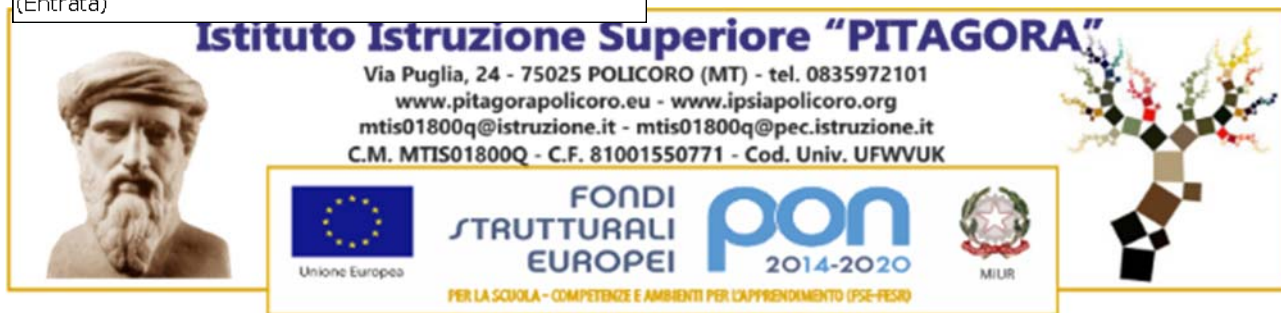 (Entrata)
Istituto Istruzione Superiore "PITAGORA"
Via Puglia, 24 - 75025 POLICORO (MT) - tel. 0835972101
www.pitagorapolicoro.eu - www.ipsiapolicoro.org
mtis01800q@istruzione.it - mtis01800q@pec.istruzione.it
C.M. MTIS01800Q - C.F. 81001550771 - Cod. Univ. UFWVUK
FONDI
STRUTTURALI
EUROPEI
pon
2014-2020
Unione Europea
MIUR
PER LA SCUOLA - COMPETENZE E AMBIENTI PER L'APPRENDIMENTO (FSE-FESR)